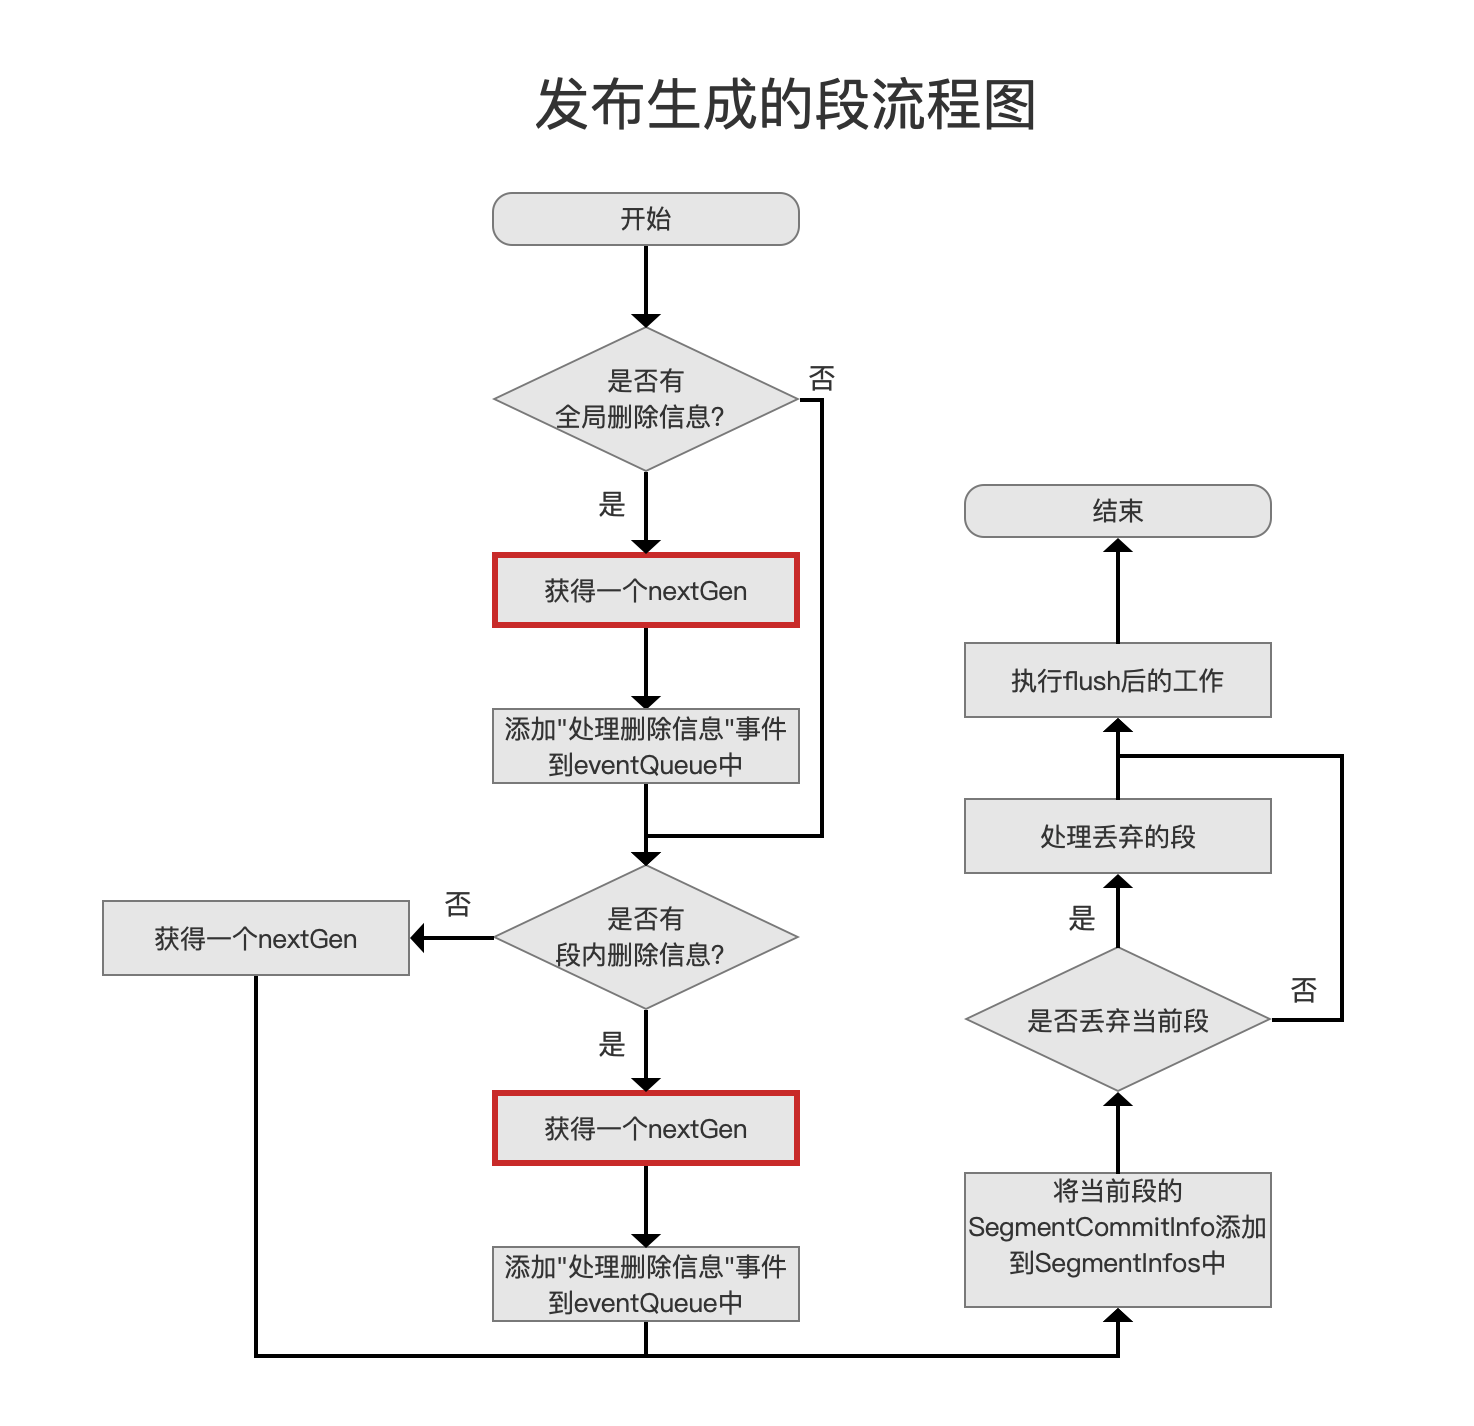 发布生成的段流程图
开始
是否有
全局删除信息?
否
是
获得一个nextGen
添加"处理删除信息"事件
到eventQueue中
是否有
段内删除信息?
否
获得一个nextGen
是
获得一个nextGen
添加"处理删除信息"事件
到eventQueue中
将当前段的
SegmentCommitInfo添加
到SegmentInfos中
是否丢弃当前段
否
是
处理丢弃的段
执行flush后的工作
结束